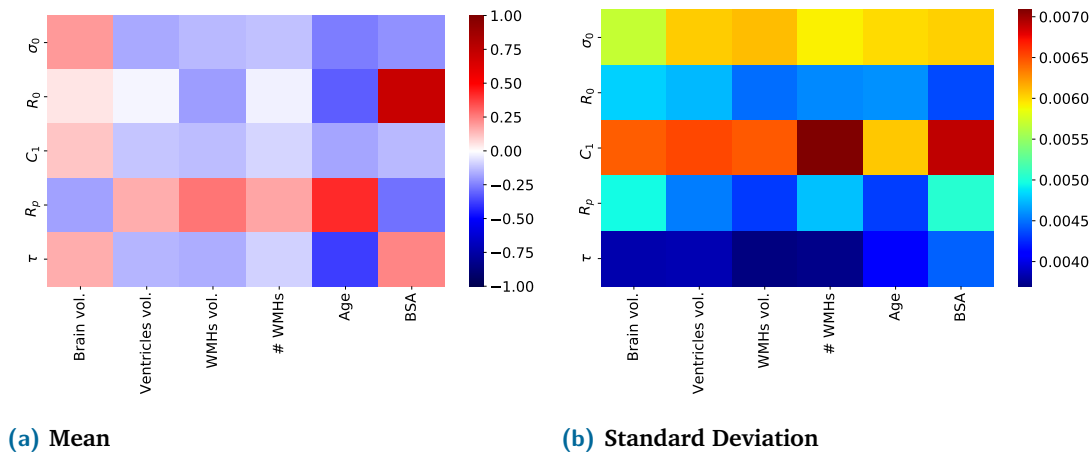 σ0
R0
C1
Rp
τ
Brain vol.
Ventricles vol.
WMHs vol.
# WMHs
Age
BSA
1.00
0.75
0.50
0.25
0.00
−0.25
−0.50
−0.75
−1.00
(a) Mean
σ0
R0
C1
Rp
τ
Brain vol.
Ventricles vol.
WMHs vol.
# WMHs
Age
BSA
0.0070
0.0065
0.0060
0.0055
0.0050
0.0045
0.0040
(b) Standard Deviation